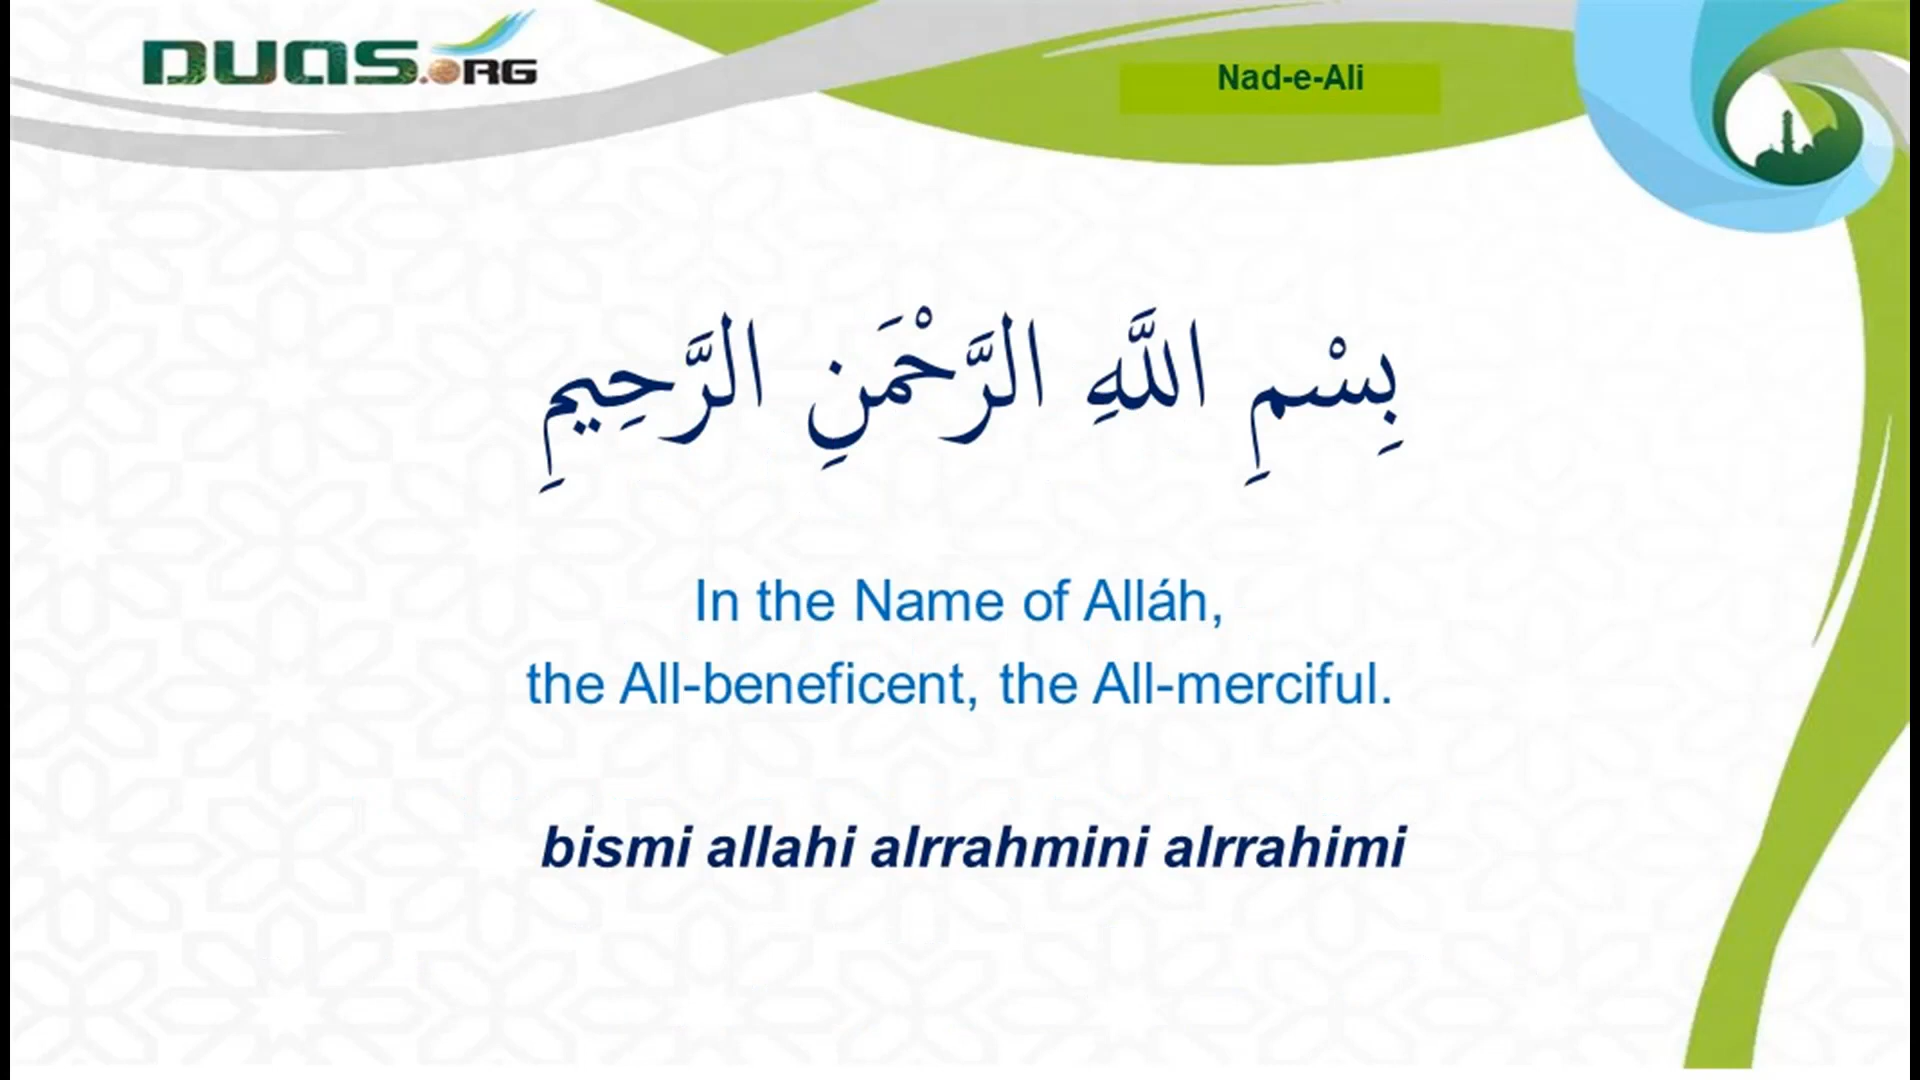 DUAS.ORG
Nad-e-Ali
بِسْمِ اللَّهِ الرَّحْمَنِ الرَّحِيمِ
In the Name of Alláh,
the All-beneficent, the All-merciful.
bismi allahi alrrahmini alrrahimi